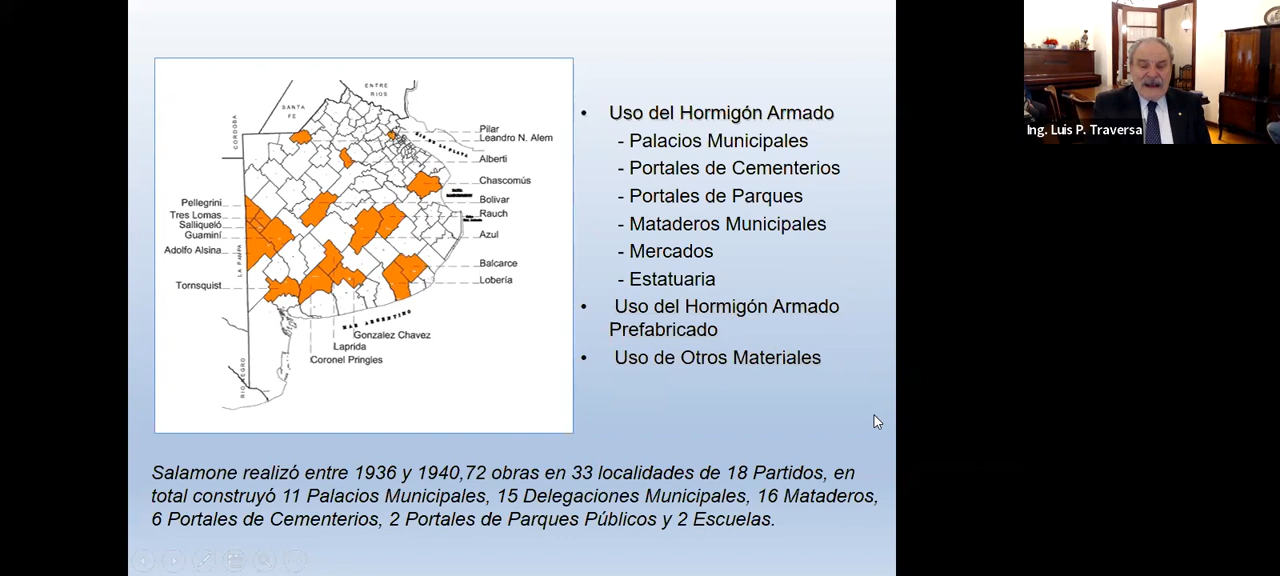 ENTRE
RIOS
SANTA
FE
CORDOBA
RIO DE LA PLATA
Pilar
Leandro N. Alem
Alberti
Chascomús
Bolivar
Rauch
Azul
Balcarce
Lobería
Pellegrini
Tres Lomas
Salliqueló
Guaminí
Adolfo Alsina
LA PAMPA
Tornsquist
MAR ARGENTINO
Gonzalez Chavez
Laprida
Coronel Pringles
RIO NEGRO
• Uso del Hormigón Armado
- Palacios Municipales
- Portales de Cementerios
- Portales de Parques
- Mataderos Municipales
- Mercados
- Estatuaria
• Uso del Hormigón Armado
Prefabricado
• Uso de Otros Materiales
Salamone realizó entre 1936 y 1940,72 obras en 33 localidades de 18 Partidos, en
total construyó 11 Palacios Municipales, 15 Delegaciones Municipales, 16 Mataderos,
6 Portales de Cementerios, 2 Portales de Parques Públicos y 2 Escuelas.
Ing. Luis P. Traversa